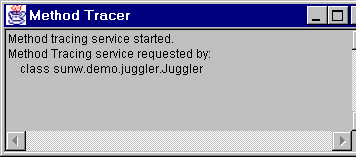 Method Tracer
Method tracing service started.
Method Tracing service requested by:
class sunw.demo.juggler.Juggler